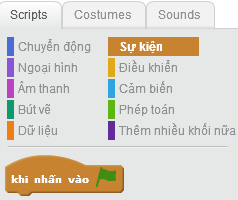 Scripts Costumes Sounds
Chuyển động Sự kiện
Ngoại hình Điều khiển
Âm thanh Cảm biến
Bút vẽ Phép toán
Dữ liệu Thêm nhiều khối nữa
khi nhấn vào